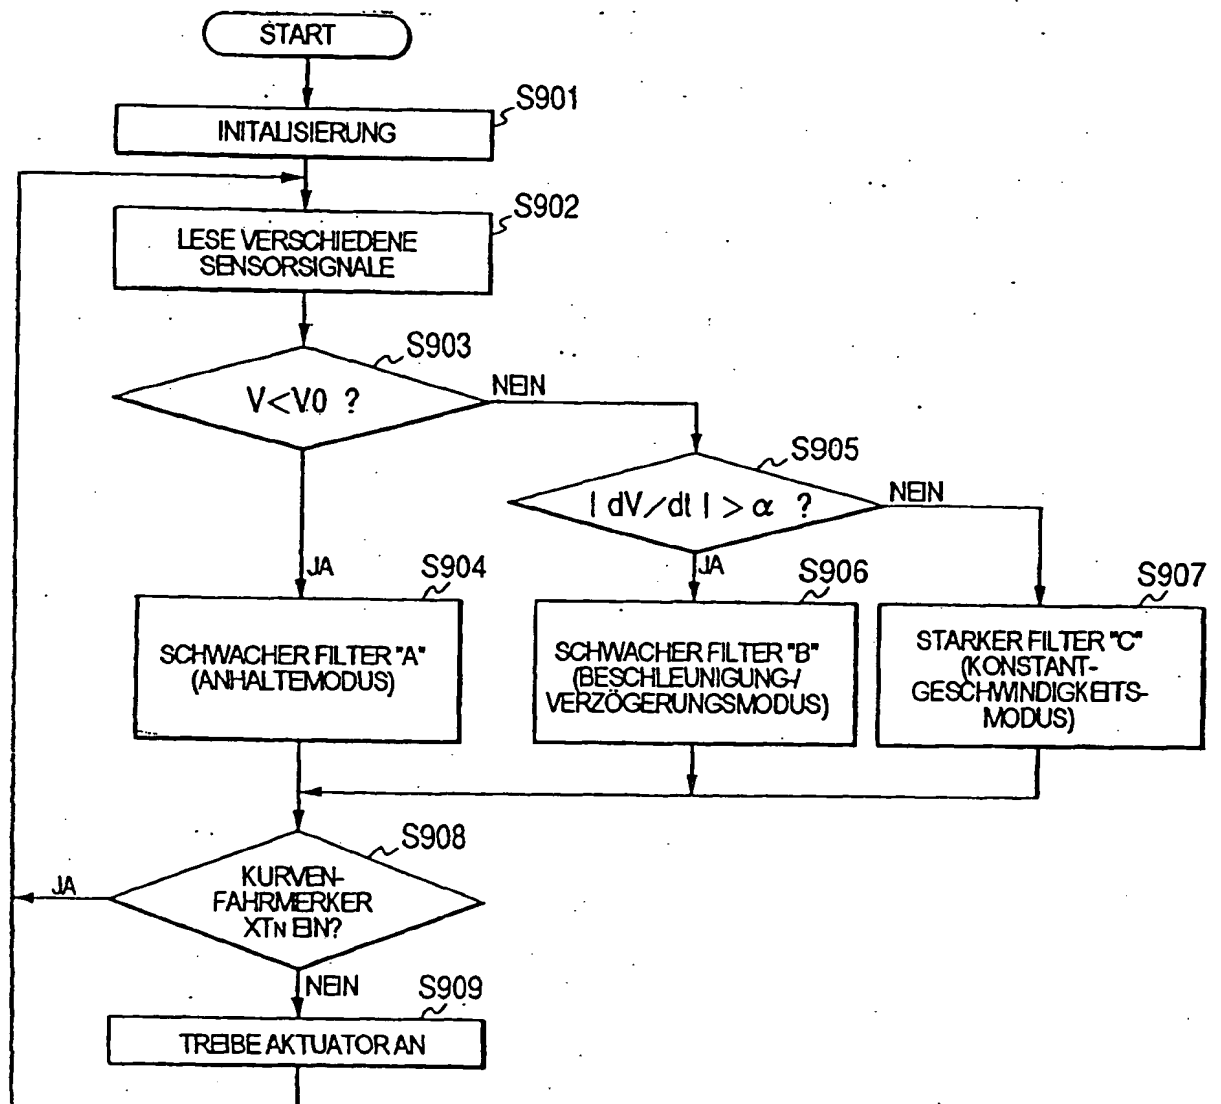 START
S901
INITALISIERUNG
S902
LESE VERSCHIEDENE
SENSORSIGNALE
S903
V<V0 ?
NEIN
S905
| dV/dt | > α ?
NEIN
JA
S904
JA
S906
S907
SCHWACHER FILTER "A"
(ANHALTEMODUS)
SCHWACHER FILTER "B"
(BESCHLEUNIGUNG-/
VERZÖGERUNGSMODUS)
STARKER FILTER "C"
(KONSTANT-
GESCHWINDIGKEITS-
MODUS)
S908
KURVEN-
FAHRMERKER
XTN EIN?
JA
NEIN
S909
TREIBE AKTUATOR AN